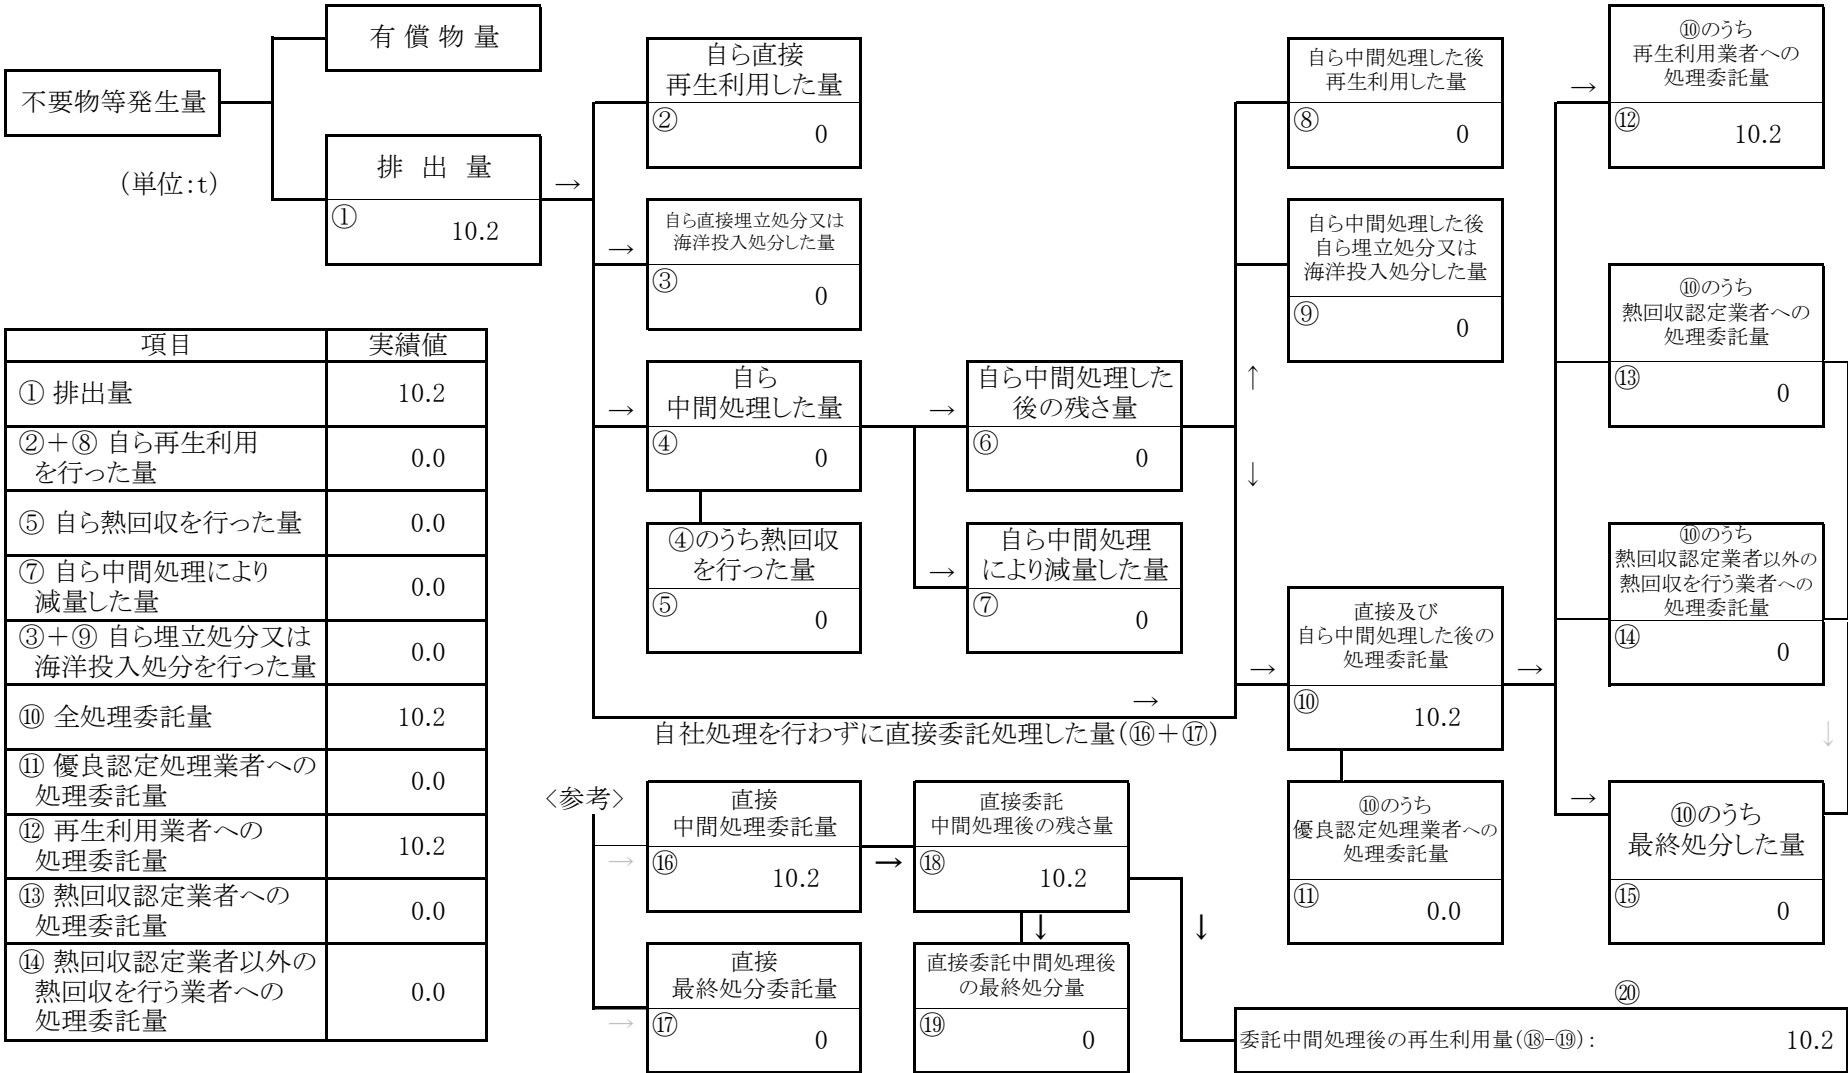 不要物等発生量
有償物量
排出量
①
10.2
(単位:t)
→
自ら直接
再生利用した量
②
0
→
自ら直接埋立処分又は
海洋投入処分した量
③
0
→
自ら
中間処理した量
④
0
④のうち熱回収
を行った量
⑤
0
→
自ら中間処理した
後の残さ量
⑥
0
→
自ら中間処理
により減量した量
⑦
0
自ら中間処理した後
再生利用した量
⑧
0
自ら中間処理した後
自ら埋立処分又は
海洋投入処分した量
⑨
0
↑
↓
→
自社処理を行わずに直接委託処理した量(⑯+⑰)
→
直接及び
自ら中間処理した後の
処理委託量
⑩
10.2
→
⑩のうち
優良認定処理業者への
処理委託量
⑪
0.0
→
⑩のうち
再生利用業者への
処理委託量
⑫
10.2
⑩のうち
熱回収認定業者への
処理委託量
⑬
0
⑩のうち
熱回収認定業者以外の
熱回収を行う業者への
処理委託量
⑭
0
↓
→
⑩のうち
最終処分した量
⑮
0
項目 実績値
① 排出量 10.2
②+⑧ 自ら再生利用
を行った量 0.0
⑤ 自ら熱回収を行った量 0.0
⑦ 自ら中間処理により
減量した量 0.0
③+⑨ 自ら埋立処分又は
海洋投入処分を行った量 0.0
⑩ 全処理委託量 10.2
⑪ 優良認定処理業者への
処理委託量 0.0
⑫ 再生利用業者への
処理委託量 10.2
⑬ 熱回収認定業者への
処理委託量 0.0
⑭ 熱回収認定業者以外の
熱回収を行う業者への
処理委託量 0.0
〈参考〉
→
直接
中間処理委託量
⑯
10.2
→
直接委託
中間処理後の残さ量
⑱
10.2
↓
↓
→
直接
最終処分委託量
⑰
0
直接委託中間処理後
の最終処分量
⑲
0
⑳
委託中間処理後の再生利用量(⑱-⑲): 10.2